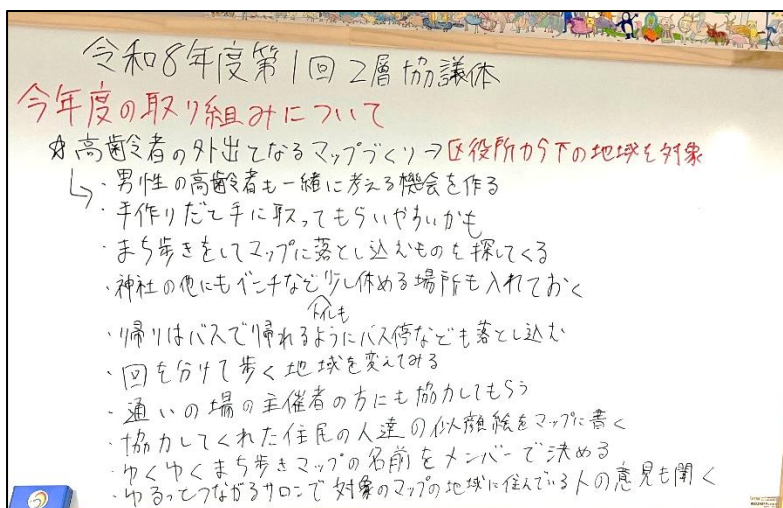 令和8年度第1回2層協議体
今年度の取り組みについて
☆高齢者の外出てなるマップづくり→区役所から下の地域を対象
↳・男性の高齢者も一緒に考える機会を作る
・手作りだと手に取ってもらいやすいかも
・まち歩きをしてマップに落とし込むものを探してくる
・神社の他にもベンチなど少し休める場所も入れておく
トイレも
・帰りはバスで帰れるようにバス停なども落とし込む
・回を分けて歩く地域を変えてみる
・通いの場の主催者の方にも協力してもらう
・協力してくれた住民の人達の似顔絵をマップに書く
・ゆくゆくまち歩きマップの名前をメンバーで決める
・ゆるっとつながるサロンで対象のマップの地域に住んでいる人の意見も聞く